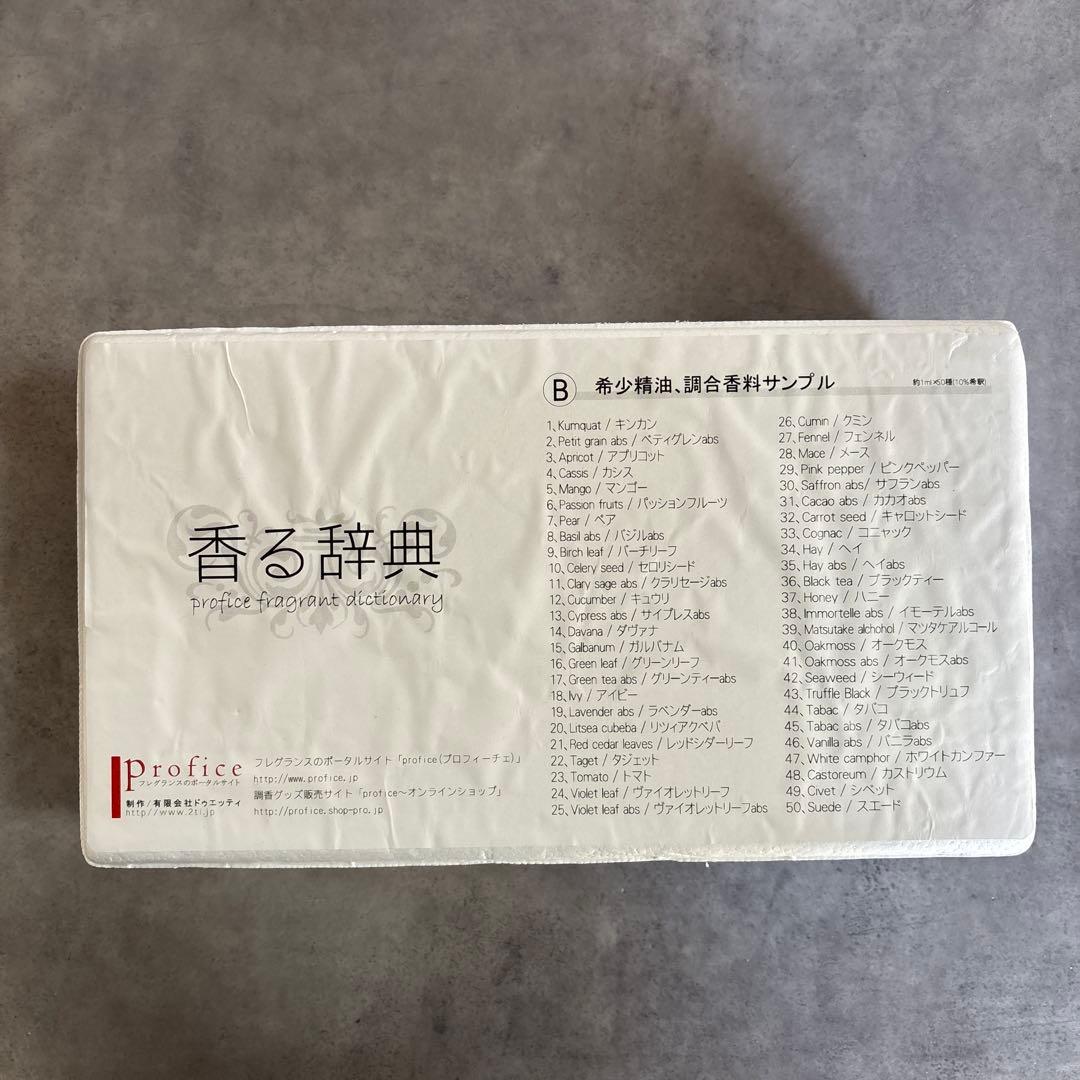 香る辞典
profice fragrant dictionary
profice
フレグランスのポータルサイト
制作/有限会社ドゥエッティ
http://www.2ti.jp
フレグランスのポータルサイト「profice(プロフィーチェ)」
http://www.profice.jp
調香グッズ販売サイト「profice～オンラインショップ」
http://profice.shop-pro.jp
B 希少精油、調合香料サンプル 約1ml×50種(10%希釈)
1、Kumquat / キンカン
2、Petit grain abs / ペティグレンabs
3、Apricot / アプリコット
4、Cassis / カシス
5、Mango / マンゴー
6、Passion fruits / パッションフルーツ
7、Pear / ペア
8、Basil abs / バジルabs
9、Birch leaf / バーチリーフ
10、Celery seed / セロリシード
11、Clary sage abs / クラリセージabs
12、Cucumber / キュウリ
13、Cypress abs / サイプレスabs
14、Davana / ダヴァナ
15、Galbanum / ガルバナム
16、Green leaf / グリーンリーフ
17、Green tea abs / グリーンティーabs
18、Ivy / アイビー
19、Lavender abs / ラベンダーabs
20、Litsea cubeba / リツィアクベバ
21、Red cedar leaves / レッドシダーリーフ
22、Taget / タジェット
23、Tomato / トマト
24、Violet leaf / ヴァイオレットリーフ
25、Violet leaf abs / ヴァイオレットリーフabs
26、Cumin / クミン
27、Fennel / フェンネル
28、Mace / メース
29、Pink pepper / ピンクペッパー
30、Saffron abs/ サフランabs
31、Cacao abs / カカオabs
32、Carrot seed / キャロットシード
33、Cognac / コニャック
34、Hay / ヘイ
35、Hay abs / ヘイabs
36、Black tea / ブラックティー
37、Honey / ハニー
38、Immortelle abs / イモーテルabs
39、Matsutake alchohol / マツタケアルコール
40、Oakmoss / オークモス
41、Oakmoss abs / オークモスabs
42、Seaweed / シーウィード
43、Truffle Black / ブラックトリュフ
44、Tabac / タバコ
45、Tabac abs / タバコabs
46、Vanilla abs / バニラabs
47、White camphor / ホワイトカンファー
48、Castoreum / カストリウム
49、Civet / シベット
50、Suede / スエード